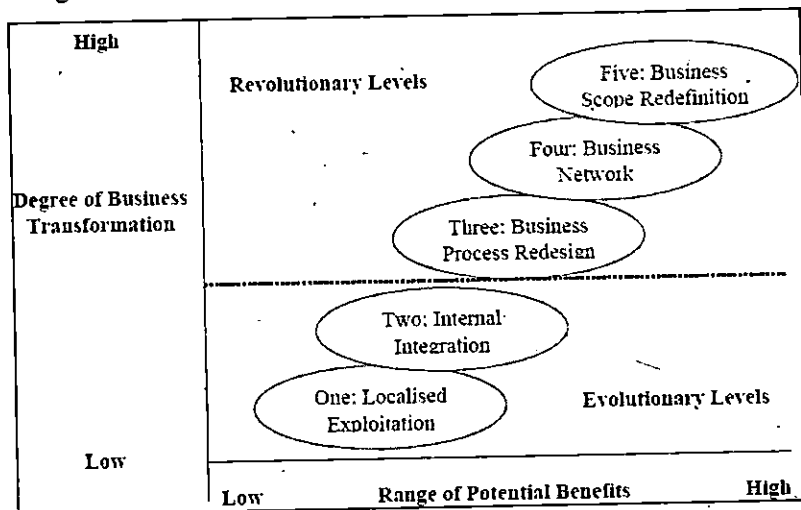 High
Revolutionary Levels
Five: Business
Scope Redefinition
Four: Business
Network
Degree of Business
Transformation
Three: Business
Process Redesign
Two: Internal
Integration
One: Localised
Exploitation
Evolutionary Levels
Low
Low
Range of Potential Benefits
High